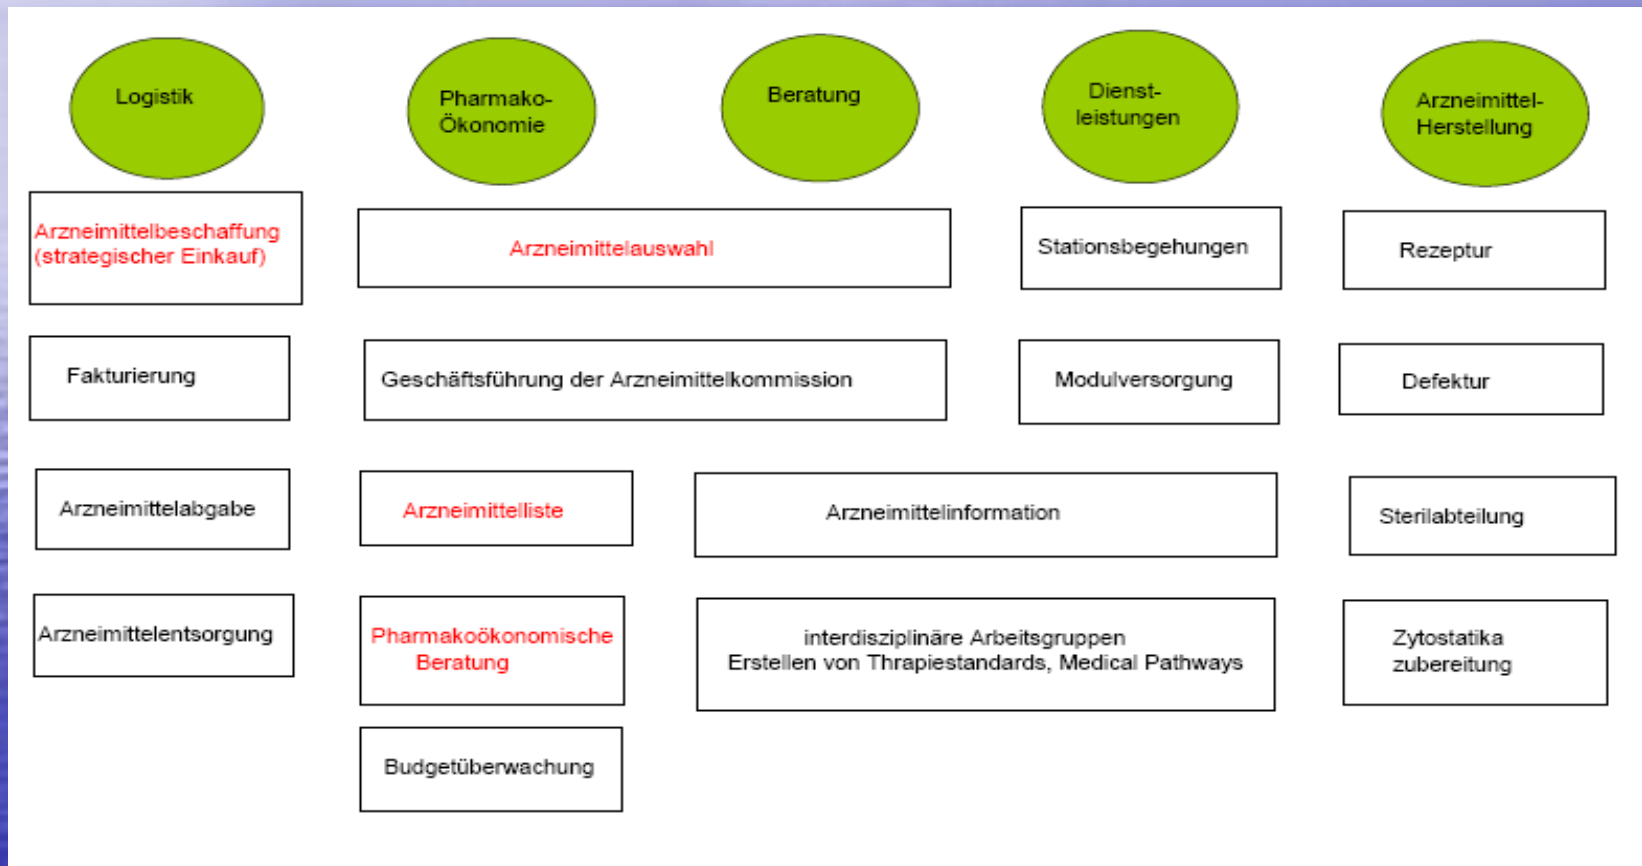 Logistik
Pharmako-
Ökonomie
Beratung
Dienst-
leistungen
Arzneimittel-
Herstellung
Arzneimittelbeschaffung
(strategischer Einkauf)
Arzneimittelauswahl
Stationsbegehungen
Rezeptur
Fakturierung
Geschäftsführung der Arzneimittelkommission
Modulversorgung
Defektur
Arzneimittelabgabe
Arzneimittelliste
Arzneimittelinformation
Sterilabteilung
Arzneimittelentsorgung
Pharmakoökonomische
Beratung
interdisziplinäre Arbeitsgruppen
Erstellen von Thrapiestandards, Medical Pathways
Zytostatika
zubereitung
Budgetüberwachung